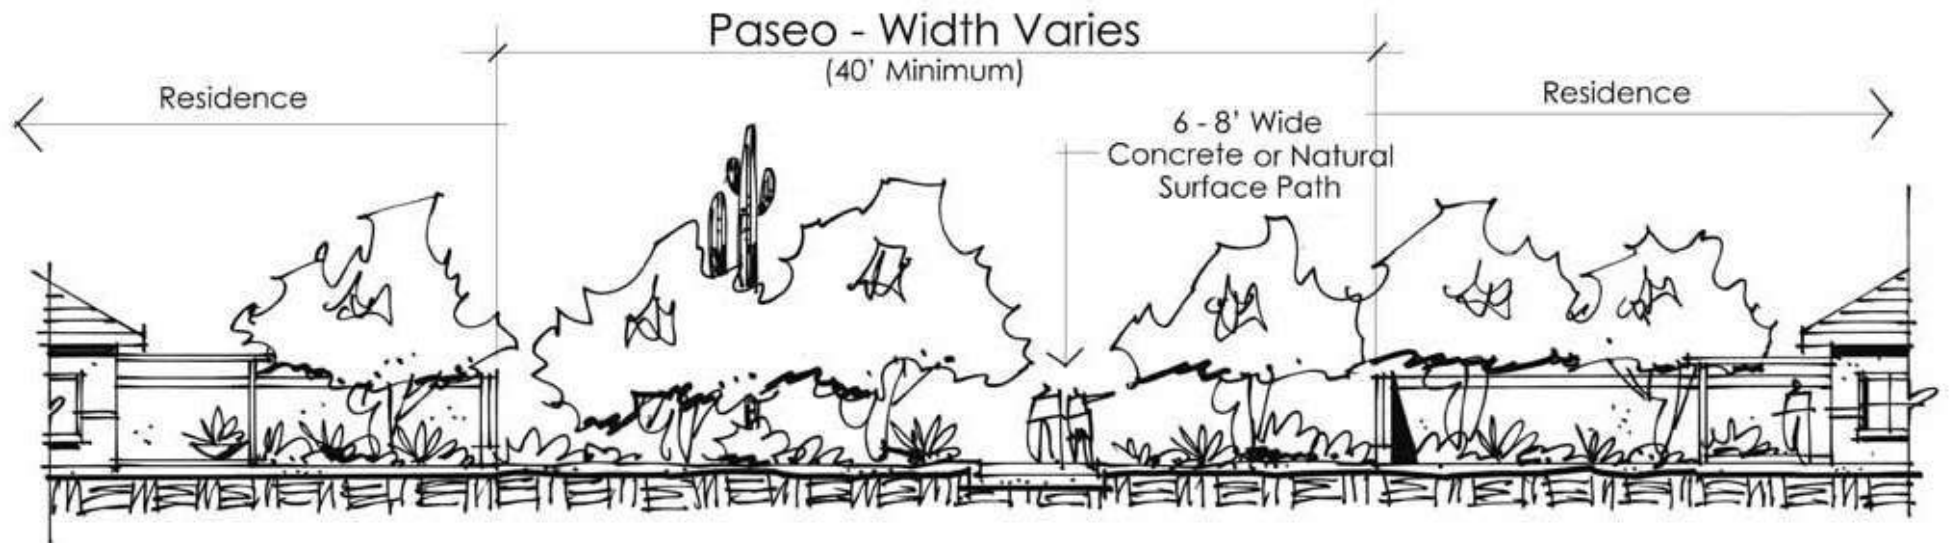 Paseo - Width Varies
(40' Minimum)
Residence
Residence
6 - 8' Wide
Concrete or Natural
Surface Path